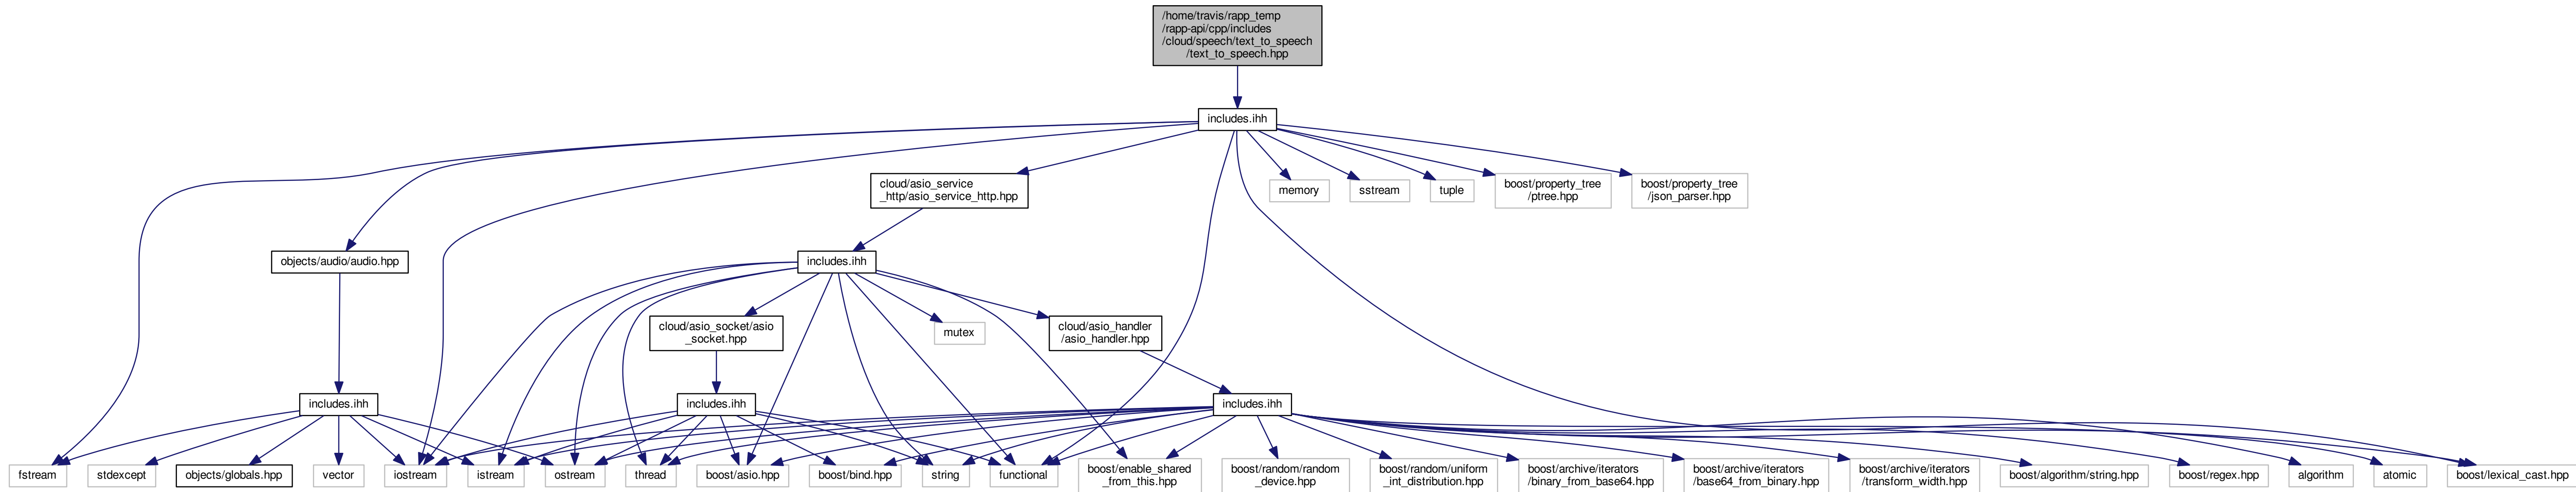 /home/travis/rapp_temp
/rapp-api/cpp/includes
/cloud/speech/text_to_speech
/text_to_speech.hpp
includes.ihh
cloud/asio_service
_http/asio_service_http.hpp
memory
sstream
tuple
boost/property_tree
/ptree.hpp
boost/property_tree
/json_parser.hpp
objects/audio/audio.hpp
includes.ihh
cloud/asio_socket/asio
_socket.hpp
mutex
cloud/asio_handler
/asio_handler.hpp
includes.ihh
includes.ihh
includes.ihh
fstream
stdexcept
objects/globals.hpp
vector
iostream
istream
ostream
thread
boost/asio.hpp
boost/bind.hpp
string
functional
boost/enable_shared
_from_this.hpp
boost/random/random
_device.hpp
boost/random/uniform
_int_distribution.hpp
boost/archive/iterators
/binary_from_base64.hpp
boost/archive/iterators
/base64_from_binary.hpp
boost/archive/iterators
/transform_width.hpp
boost/algorithm/string.hpp
boost/regex.hpp
algorithm
atomic
boost/lexical_cast.hpp